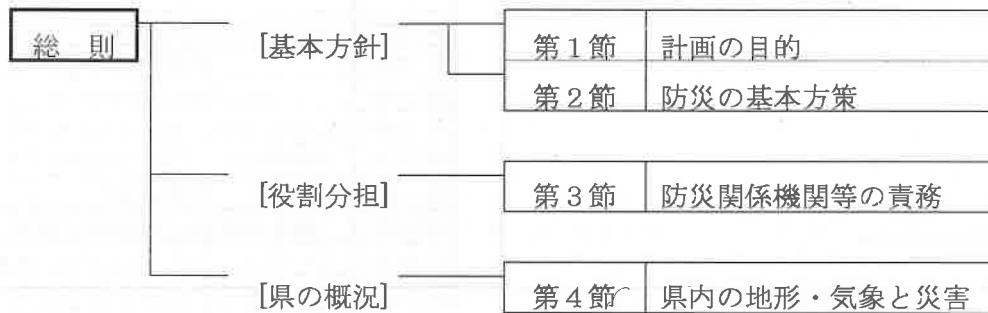 総　則 [基本方針] 第１節 計画の目的
第２節 防災の基本方策
[役割分担] 第３節 防災関係機関等の責務
[県の概況] 第４節 県内の地形・気象と災害